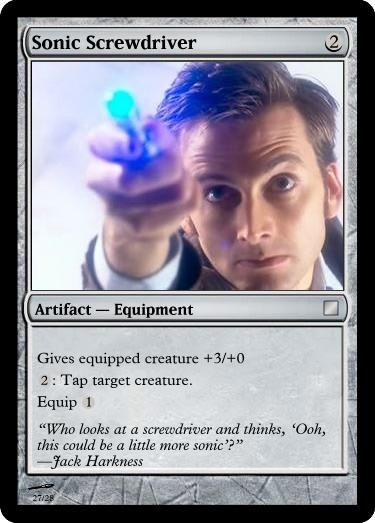 Sonic Screwdriver 2
Artifact — Equipment
Gives equipped creature +3/+0
2 : Tap target creature.
Equip 1
“Who looks at a screwdriver and thinks, ‘Ooh,
this could be a little more sonic’?”
—Jack Harkness
27/28